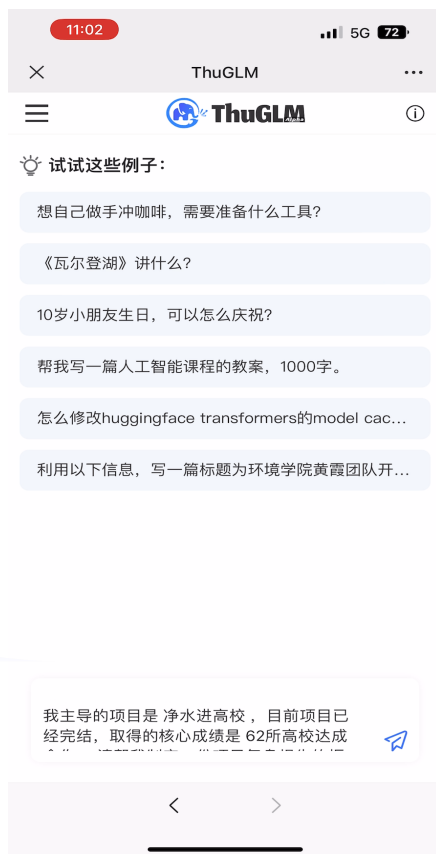 11:02
5G 72
ThuGLM
ThuGLM Alpha
试试这些例子：
想自己做手冲咖啡，需要准备什么工具？
《瓦尔登湖》讲什么？
10岁小朋友生日，可以怎么庆祝？
帮我写一篇人工智能课程的教案，1000字。
怎么修改huggingface transformers的model cac...
利用以下信息，写一篇标题为环境学院黄霞团队开...
我主导的项目是 净水进高校 ，目前项目已
经完结，取得的核心成绩是 62所高校达成